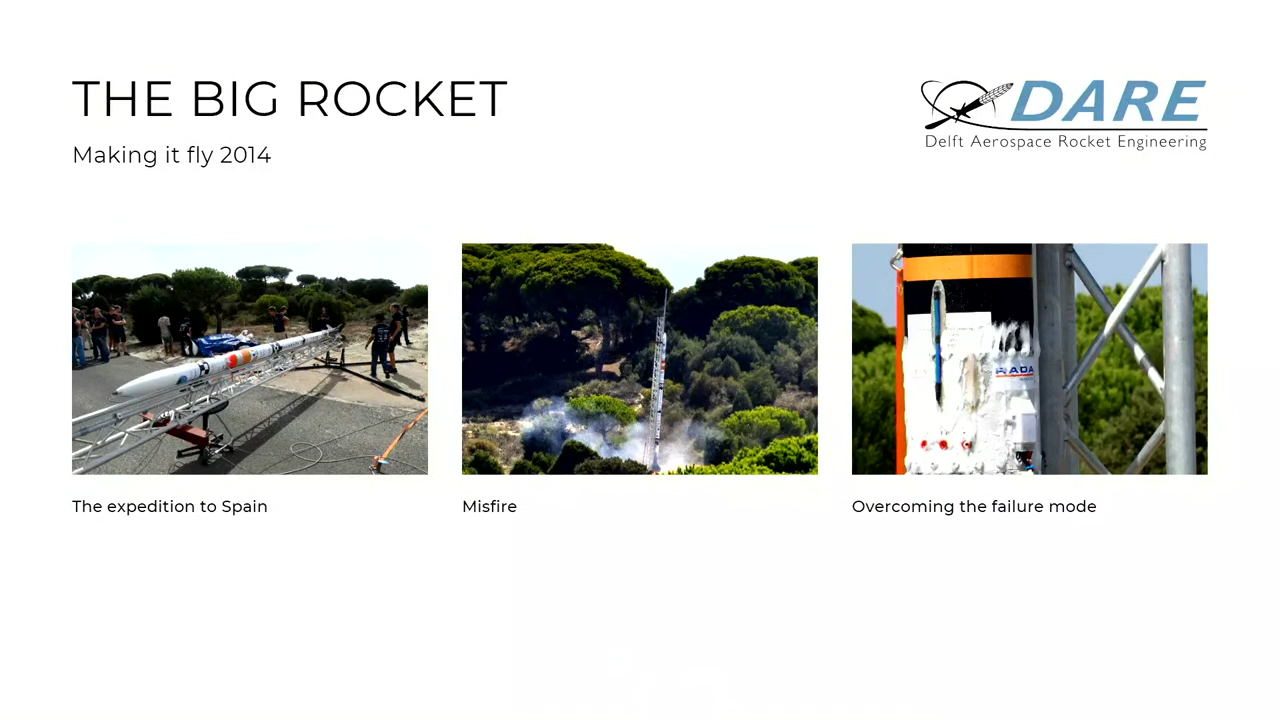 THE BIG ROCKET
Making it fly 2014
DARE
Delft Aerospace Rocket Engineering
The expedition to Spain
Misfire
Overcoming the failure mode